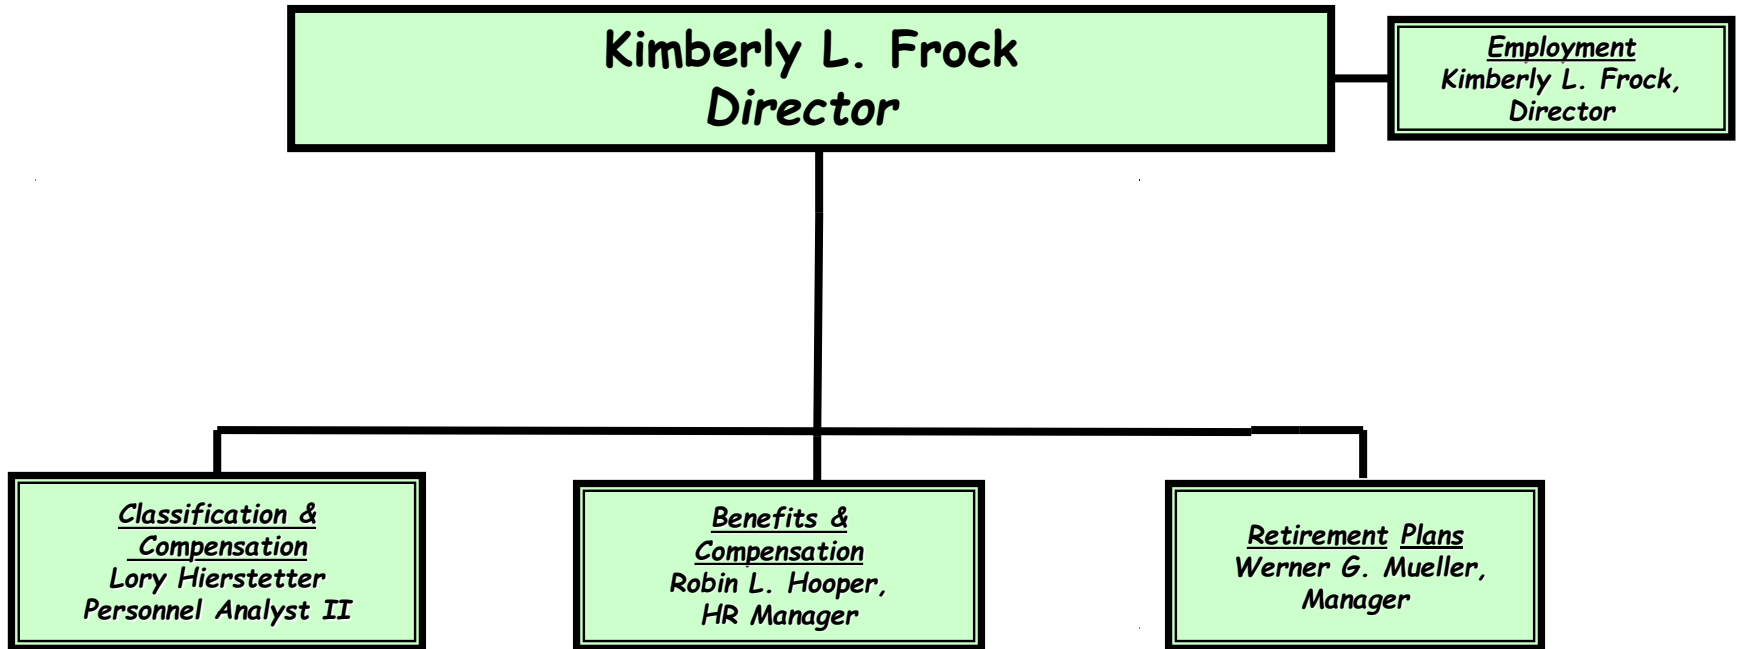 Kimberly L. Frock
Director
Employment
Kimberly L. Frock,
Director
Classification &
Compensation
Lory Hierstetter
Personnel Analyst II
Benefits &
Compensation
Robin L. Hooper,
HR Manager
Retirement Plans
Werner G. Mueller,
Manager